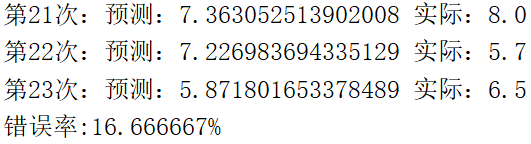 第21次: 预测: 7.363052513902008 实际: 8.0
第22次: 预测: 7.226983694335129 实际: 5.7
第23次: 预测: 5.871801653378489 实际: 6.5
错误率:16.666667%